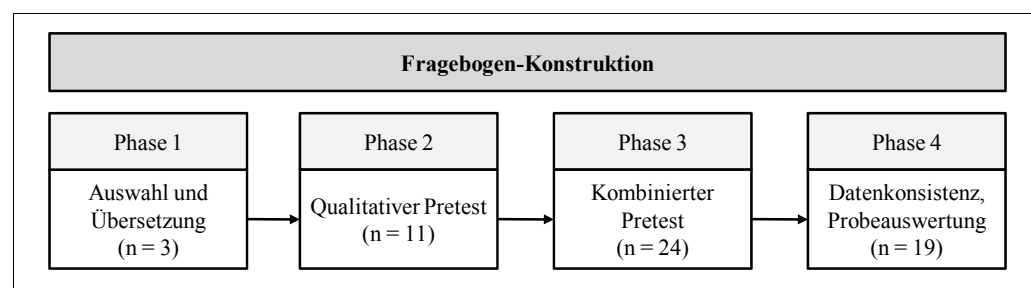 Fragebogen-Konstruktion
Phase 1
Auswahl und
Übersetzung
(n = 3)
Phase 2
Qualitativer Pretest
(n = 11)
Phase 3
Kombinierter
Pretest
(n = 24)
Phase 4
Datenkonsistenz,
Probeauswertung
(n = 19)